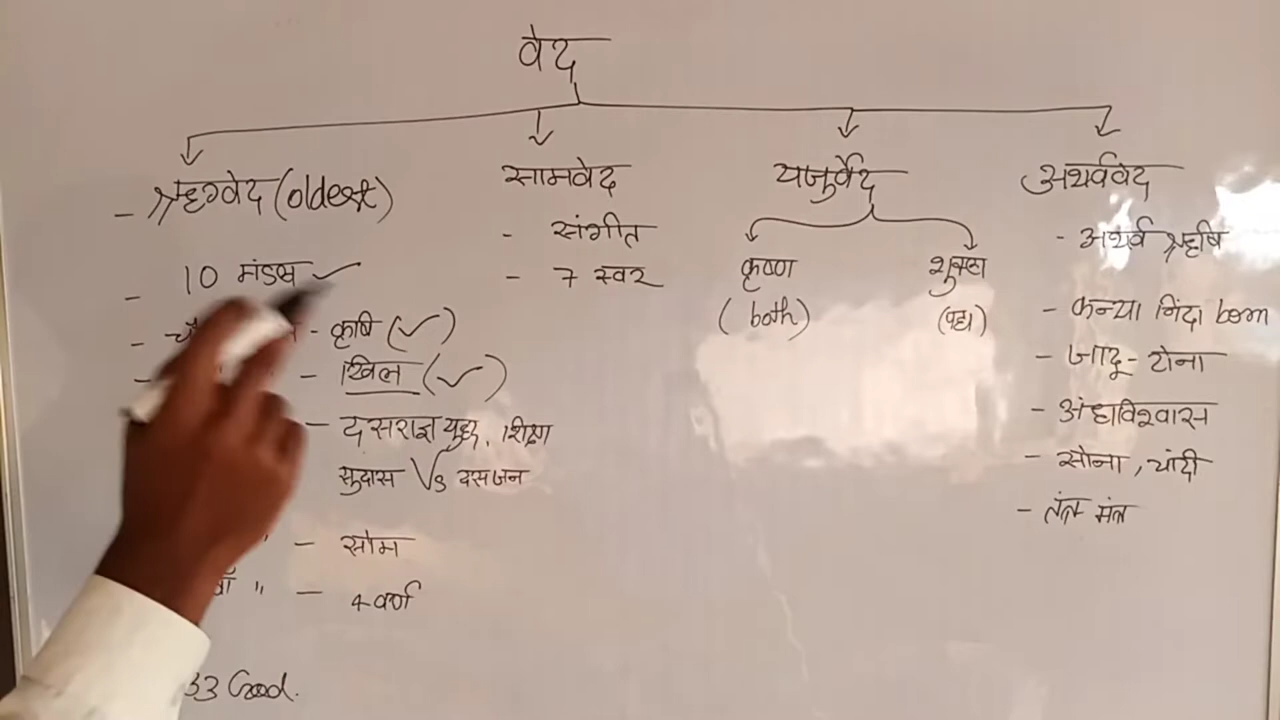 वेद
ऋग्वेद (oldest)
- 10 मंडल ✓
- - कृषि (✓)
- " - खिल (✓)
- दसराज्ञ युद्ध, शिक्षा
सुदास Vs दसजन
" - सोम
वाँ " - 4 वर्ण
33 God.
सामवेद
- संगीत
- 7 स्वर
यजुर्वेद
कृष्ण
(both)
शुक्ल
(पद्य)
अथर्ववेद
- अथर्व ऋषि
- कन्या निंदा born
- जादू - टोना
- अंधविश्वास
- सोना, चांदी
- तंत्र मंत्र